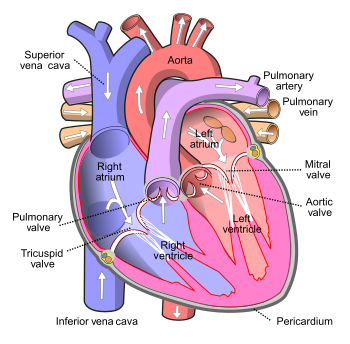 Superior
vena cava
Aorta
Pulmonary
artery
Pulmonary
vein
Left
atrium
Right
atrium
Mitral
valve
Aortic
valve
Pulmonary
valve
Left
ventricle
Tricuspid
valve
Right
ventricle
Inferior vena cava
Pericardium